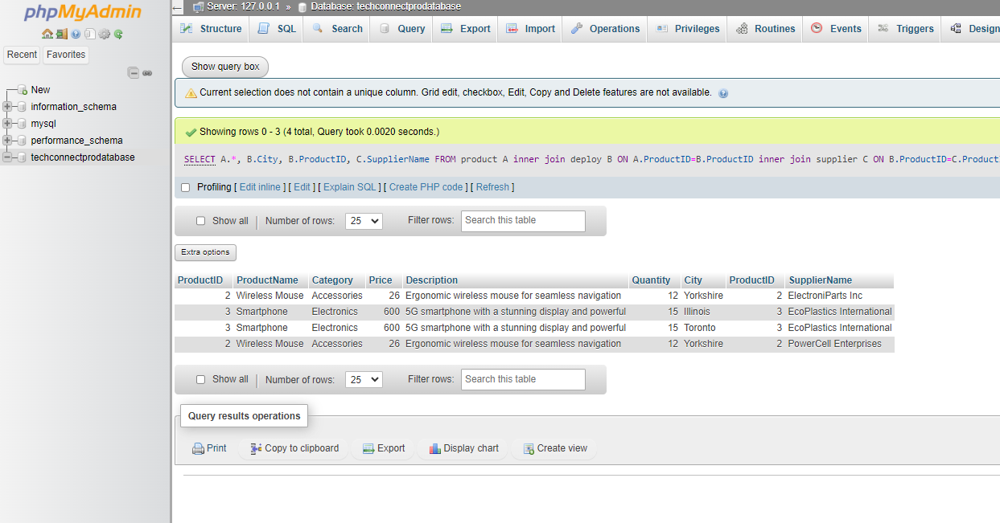 phpMyAdmin
Recent Favorites
New
information_schema
mysql
performance_schema
techconnectprodatabase
Server: 127.0.0.1 » Database: techconnectprodatabase
Structure SQL Search Query Export Import Operations Privileges Routines Events Triggers Design
Show query box
Current selection does not contain a unique column. Grid edit, checkbox, Edit, Copy and Delete features are not available.
Showing rows 0 - 3 (4 total, Query took 0.0020 seconds.)
SELECT A.*, B.City, B.ProductID, C.SupplierName FROM product A inner join deploy B ON A.ProductID=B.ProductID inner join supplier C ON B.ProductID=C.Product
Profiling [ Edit inline ] [ Edit ] [ Explain SQL ] [ Create PHP code ] [ Refresh ]
Show all | Number of rows: 25 Filter rows: Search this table
Extra options
ProductID ProductName Category Price Description Quantity City ProductID SupplierName
2 Wireless Mouse Accessories 26 Ergonomic wireless mouse for seamless navigation 12 Yorkshire 2 ElectroniParts Inc
3 Smartphone Electronics 600 5G smartphone with a stunning display and powerful 15 Illinois 3 EcoPlastics International
3 Smartphone Electronics 600 5G smartphone with a stunning display and powerful 15 Toronto 3 EcoPlastics International
2 Wireless Mouse Accessories 26 Ergonomic wireless mouse for seamless navigation 12 Yorkshire 2 PowerCell Enterprises
Show all | Number of rows: 25 Filter rows: Search this table
Query results operations
Print Copy to clipboard Export Display chart Create view